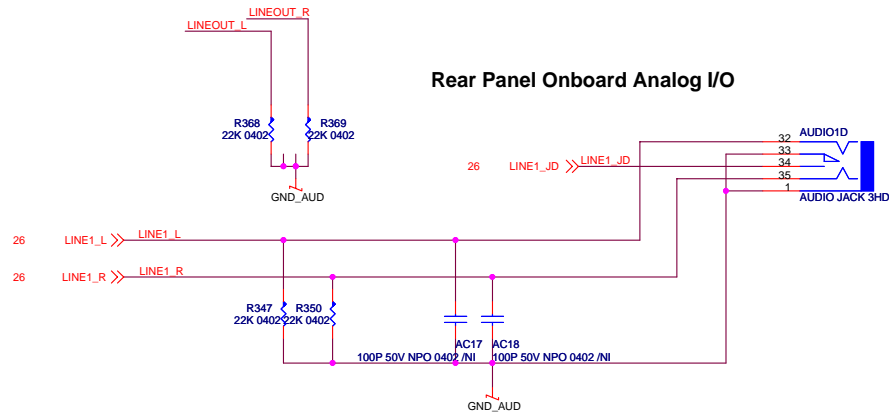 LINEOUT_R
LINEOUT_L
Rear Panel Onboard Analog I/O
R368
22K 0402
R369
22K 0402
GND_AUD
32
33
34
35
1
AUDIO1D
AUDIO JACK 3HD
26 LINE1_JD LINE1_JD
26 LINE1_L LINE1_L
26 LINE1_R LINE1_R
R347
22K 0402
R350
22K 0402
AC17
100P 50V NPO 0402 /NI
AC18
100P 50V NPO 0402 /NI
GND_AUD